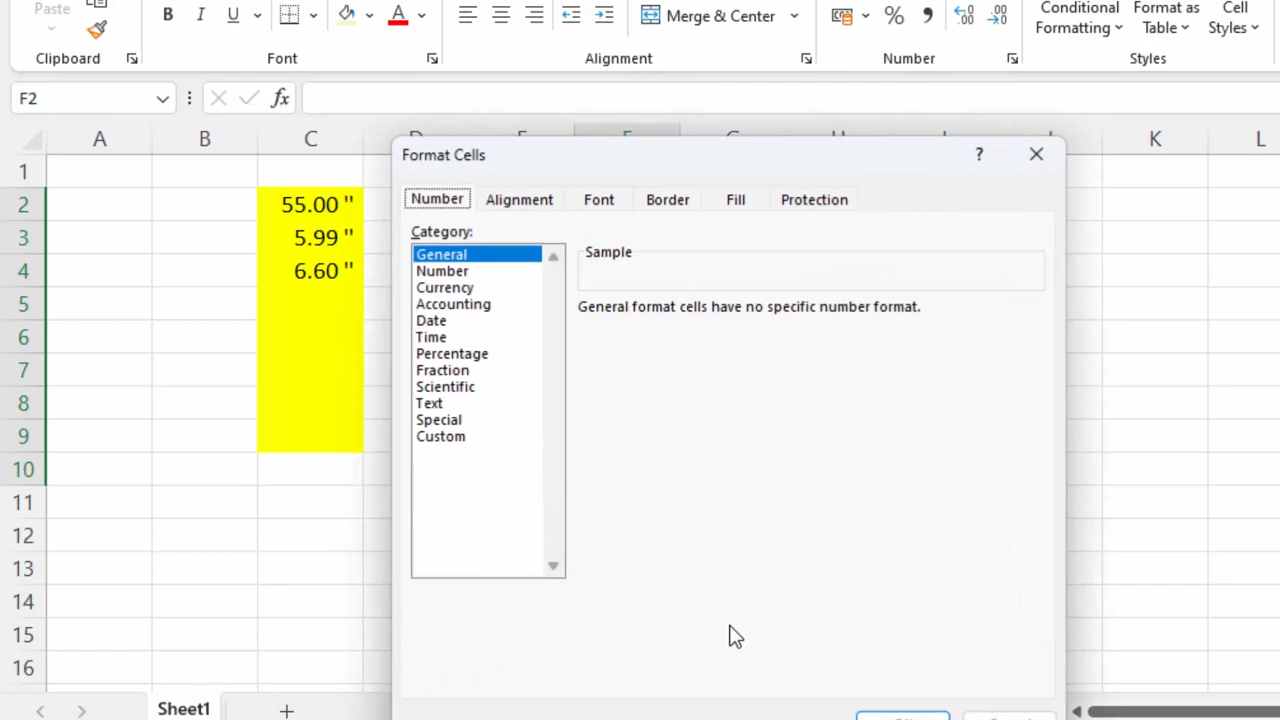 Paste
B I U A Merge & Center % 9 .00 .00
Conditional Formatting
Format as Table
Cell Styles
Clipboard Font Alignment Number Styles
F2 fx
A B C K L
1
2 55.00 "
3 5.99 "
4 6.60 "
5
6
7
8
9
10
11
12
13
14
15
16
Format Cells ? ×
Number Alignment Font Border Fill Protection
Category:
General
Number
Currency
Accounting
Date
Time
Percentage
Fraction
Scientific
Text
Special
Custom
Sample
General format cells have no specific number format.
Sheet1 +